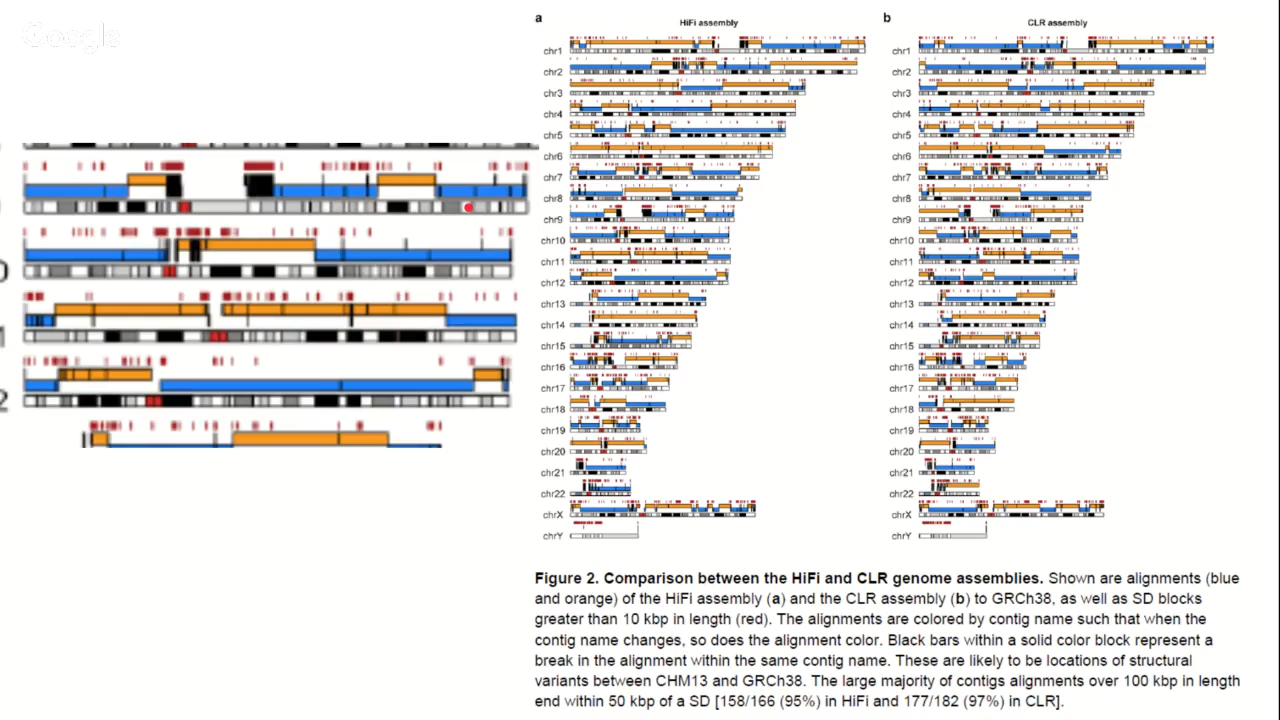 Google
0
1
2
a
HiFi assembly
chr1
chr2
chr3
chr4
chr5
chr6
chr7
chr8
chr9
chr10
chr11
chr12
chr13
chr14
chr15
chr16
chr17
chr18
chr19
chr20
chr21
chr22
chrX
chrY
b
CLR assembly
chr1
chr2
chr3
chr4
chr5
chr6
chr7
chr8
chr9
chr10
chr11
chr12
chr13
chr14
chr15
chr16
chr17
chr18
chr19
chr20
chr21
chr22
chrX
chrY
Figure 2. Comparison between the HiFi and CLR genome assemblies. Shown are alignments (blue
and orange) of the HiFi assembly (a) and the CLR assembly (b) to GRCh38, as well as SD blocks
greater than 10 kbp in length (red). The alignments are colored by contig name such that when the
contig name changes, so does the alignment color. Black bars within a solid color block represent a
break in the alignment within the same contig name. These are likely to be locations of structural
variants between CHM13 and GRCh38. The large majority of contigs alignments over 100 kbp in length
end within 50 kbp of a SD [158/166 (95%) in HiFi and 177/182 (97%) in CLR].